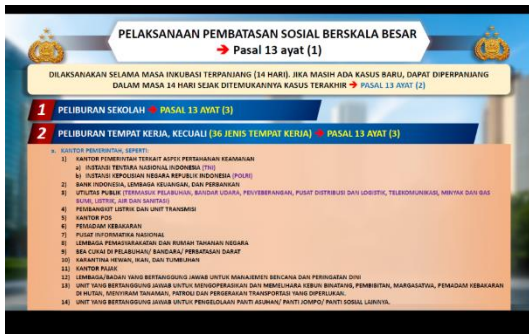 PELAKSANAAN PEMBATASAN SOSIAL BERSKALA BESAR
➔ Pasal 13 ayat (1)
DILAKSANAKAN SELAMA MASA INKUBASI TERPANJANG (14 HARI). JIKA MASIH ADA KASUS BARU, DAPAT DIPERPANJANG
DALAM MASA 14 HARI SEJAK DITEMUKANNYA KASUS TERAKHIR ➔ PASAL 13 AYAT (2)
1 PELIBURAN SEKOLAH ➔ PASAL 13 AYAT (3)
2 PELIBURAN TEMPAT KERJA, KECUALI (36 JENIS TEMPAT KERJA) ➔ PASAL 13 AYAT (3)
a. KANTOR PEMERINTAH, SEPERTI:
1) KANTOR PEMERINTAH TERKAIT ASPEK PERTAHANAN KEAMANAN
a) INSTANSI TENTARA NASIONAL INDONESIA (TNI)
b) INSTANSI KEPOLISIAN NEGARA REPUBLIK INDONESIA (POLRI)
2) BANK INDONESIA, LEMBAGA KEUANGAN, DAN PERBANKAN
3) UTILITAS PUBLIK (TERMASUK PELABUHAN, BANDAR UDARA, PENYEBERANGAN, PUSAT DISTRIBUSI DAN LOGISTIK, TELEKOMUNIKASI, MINYAK DAN GAS
BUMI, LISTRIK, AIR DAN SANITASI)
4) PEMBANGKIT LISTRIK DAN UNIT TRANSMISI
5) KANTOR POS
6) PEMADAM KEBAKARAN
7) PUSAT INFORMATIKA NASIONAL
8) LEMBAGA PEMASYARAKATAN DAN RUMAH TAHANAN NEGARA
9) BEA CUKAI DI PELABUHAN/ BANDARA/ PERBATASAN DARAT
10) KARANTINA HEWAN, IKAN, DAN TUMBUHAN
11) KANTOR PAJAK
12) LEMBAGA/BADAN YANG BERTANGGUNG JAWAB UNTUK MANAJEMEN BENCANA DAN PERINGATAN DINI
13) UNIT YANG BERTANGGUNG JAWAB UNTUK MENGOPERASIKAN DAN MEMELIHARA KEBUN BINATANG, PEMBIBITAN, MARGASATWA, PEMADAM KEBAKARAN
DI HUTAN, MENYIRAM TANAMAN, PATROLI DAN PERGERAKAN TRANSPORTASI YANG DIPERLUKAN.
14) UNIT YANG BERTANGGUNG JAWAB UNTUK PENGELOLAAN PANTI ASUHAN/ PANTI JOMPO/ PANTI SOSIAL LAINNYA.